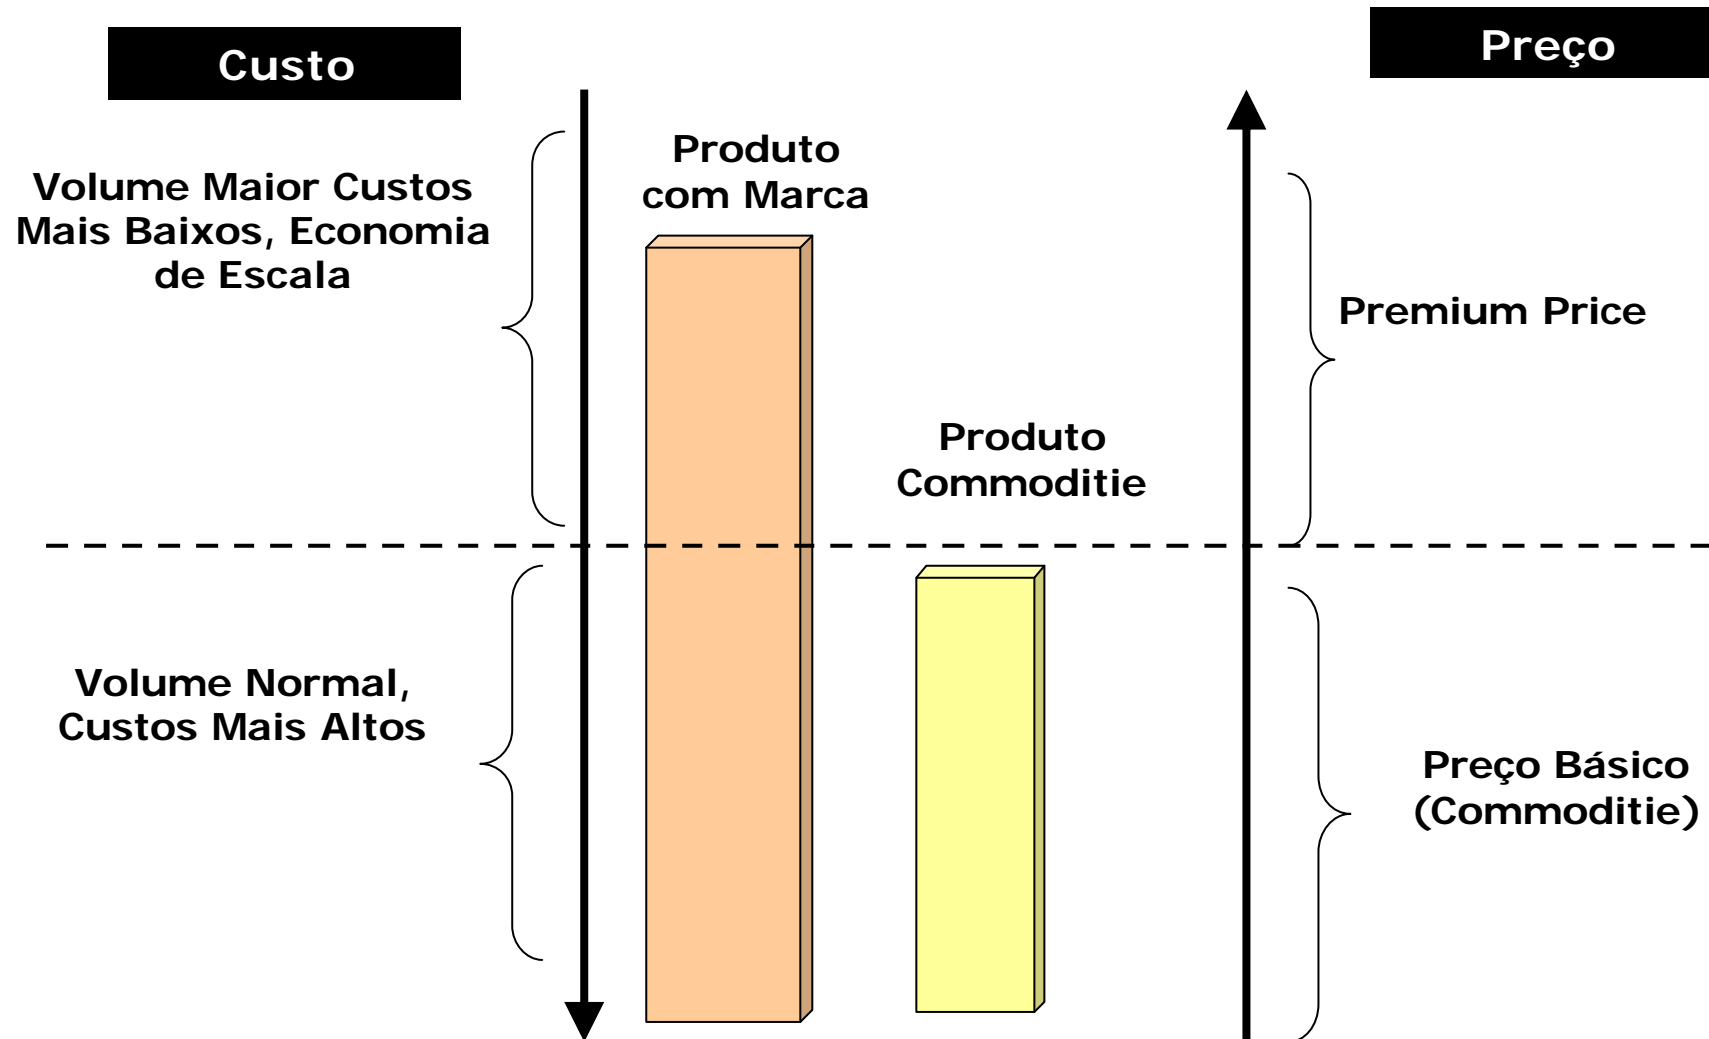 Custo
Preço
Volume Maior Custos
Mais Baixos, Economia
de Escala
Produto
com Marca
Premium Price
Produto
Commoditie
Volume Normal,
Custos Mais Altos
Preço Básico
(Commoditie)